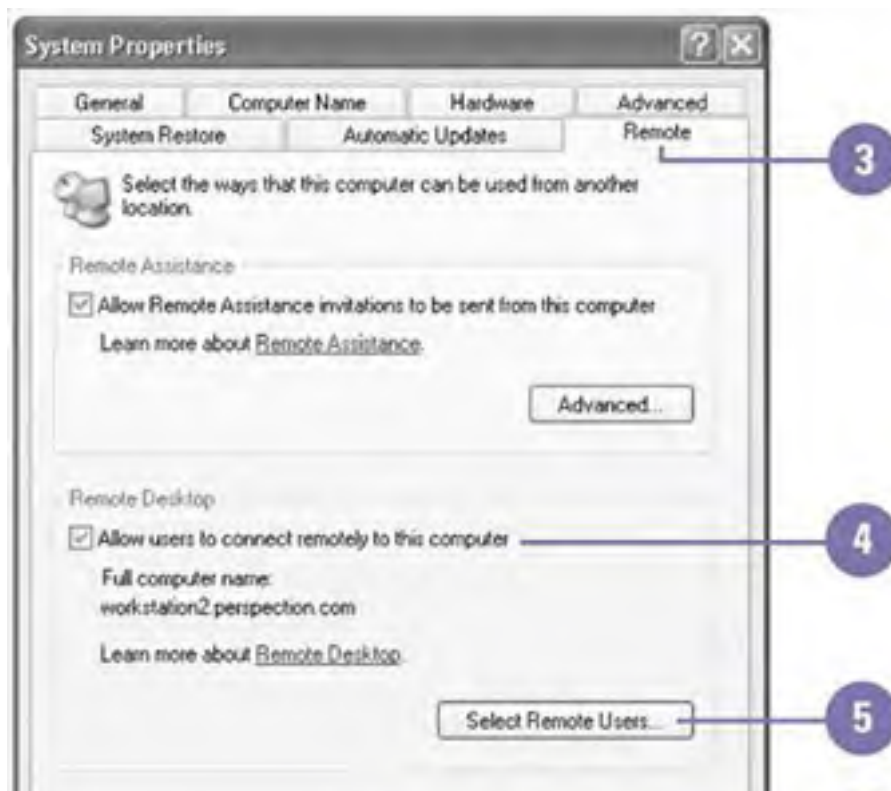 System Properties
General Computer Name Hardware Advanced
System Restore Automatic Updates Remote
3
Select the ways that this computer can be used from another
location.
Remote Assistance
Allow Remote Assistance invitations to be sent from this computer
Learn more about Remote Assistance.
Advanced...
Remote Desktop
Allow users to connect remotely to this computer
4
Full computer name:
workstation2.perspection.com
Learn more about Remote Desktop.
Select Remote Users...
5